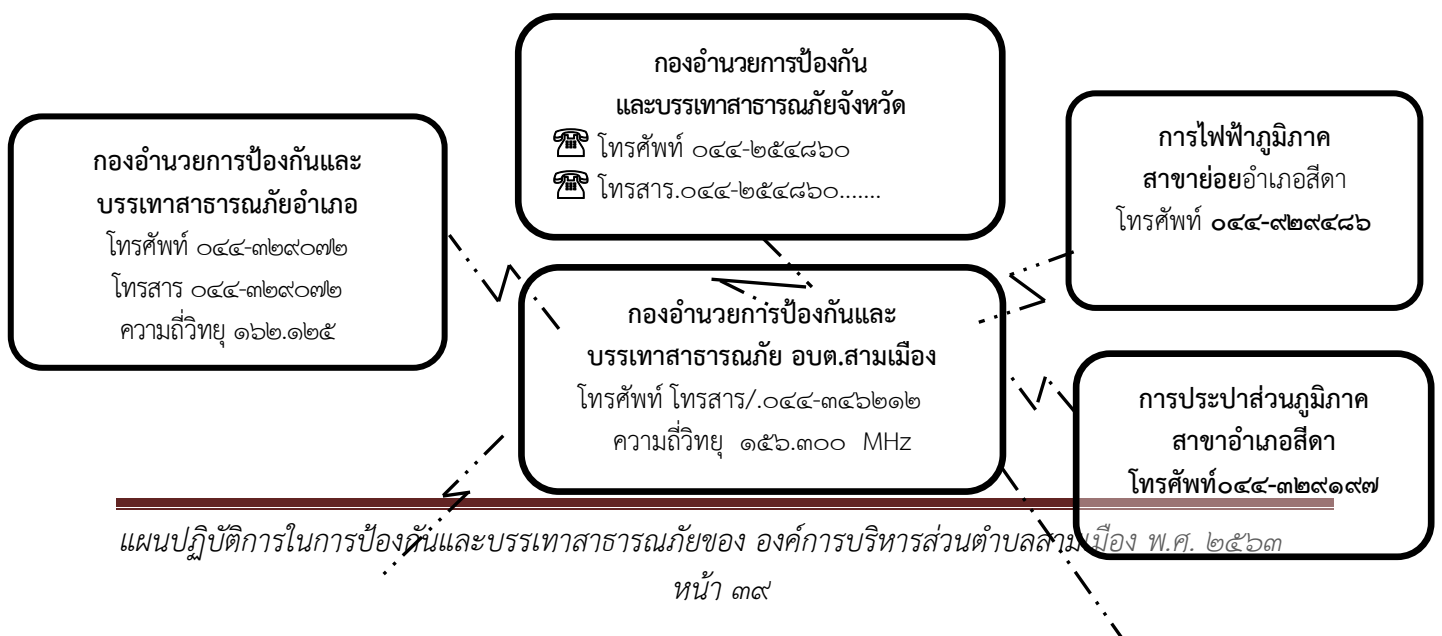 กองอำนวยการป้องกัน
และบรรเทาสาธารณภัยจังหวัด
โทรศัพท์ ๐๔๔-๒๕๔๘๖๐
โทรสาร.๐๔๔-๒๕๔๘๖๐.......
กองอำนวยการป้องกันและ
บรรเทาสาธารณภัยอำเภอ
โทรศัพท์ ๐๔๔-๓๒๙๐๗๒
โทรสาร ๐๔๔-๓๒๙๐๗๒
ความถี่วิทยุ ๑๖๒.๑๒๕
การไฟฟ้าภูมิภาค
สาขาย่อยอำเภอสีดา
โทรศัพท์ ๐๔๔-๙๒๙๔๘๖
กองอำนวยการป้องกันและ
บรรเทาสาธารณภัย อบต.สามเมือง
โทรศัพท์ โทรสาร/.๐๔๔-๓๔๖๒๑๒
ความถี่วิทยุ ๑๕๖.๓๐๐ MHz
การประปาส่วนภูมิภาค
สาขาอำเภอสีดา
โทรศัพท์๐๔๔-๓๒๙๑๙๗
แผนปฏิบัติการในการป้องกันและบรรเทาสาธารณภัยของ องค์การบริหารส่วนตำบลสามเมือง พ.ศ. ๒๕๖๓
หน้า ๓๙